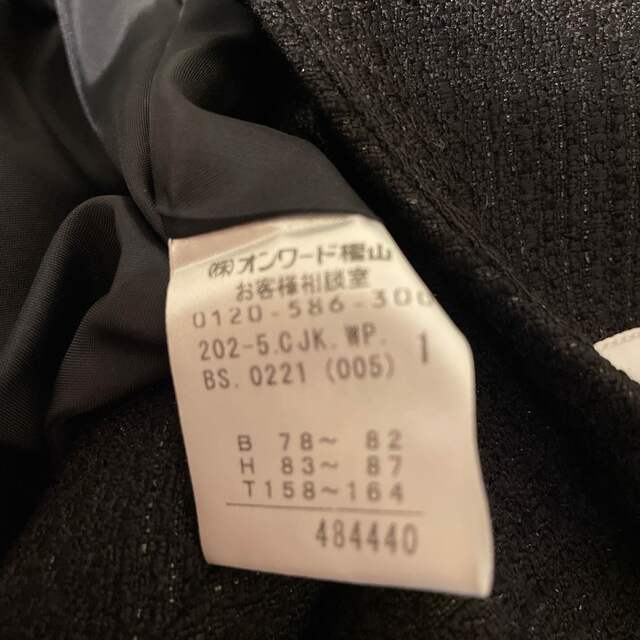 ㈱オンワード樫山
お客様相談室
0120-586-300
202-5.CJK.WP. 1
BS.0221 (005)
B 78～ 82
H 83～ 87
T158～164
484440